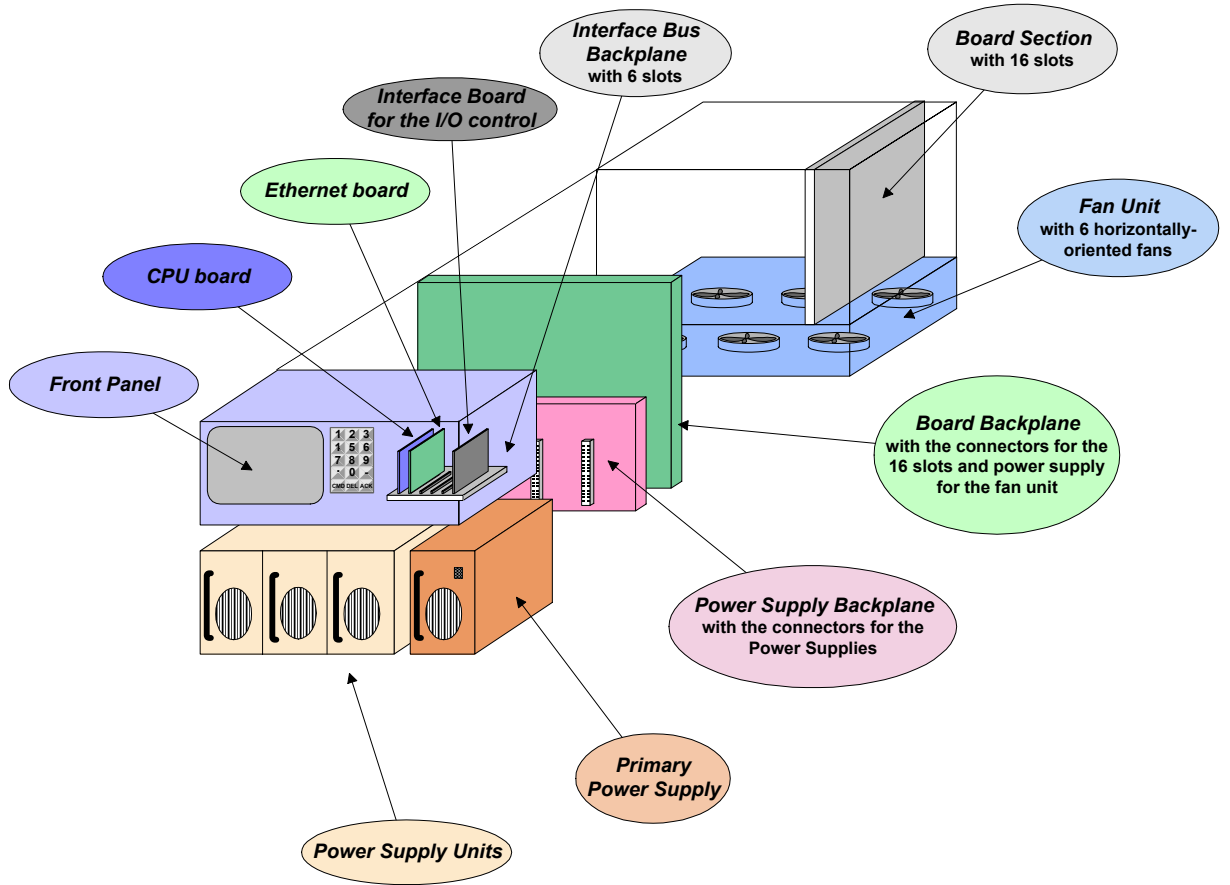 Interface Bus
Backplane
with 6 slots
Board Section
with 16 slots
Interface Board
for the I/O control
Ethernet board
Fan Unit
with 6 horizontally-
oriented fans
CPU board
Front Panel
1 2 3
1 5 6
7 8 9
· 0 -
CMD DEL ACK
Board Backplane
with the connectors for the
16 slots and power supply
for the fan unit
Power Supply Backplane
with the connectors for the
Power Supplies
Primary
Power Supply
Power Supply Units